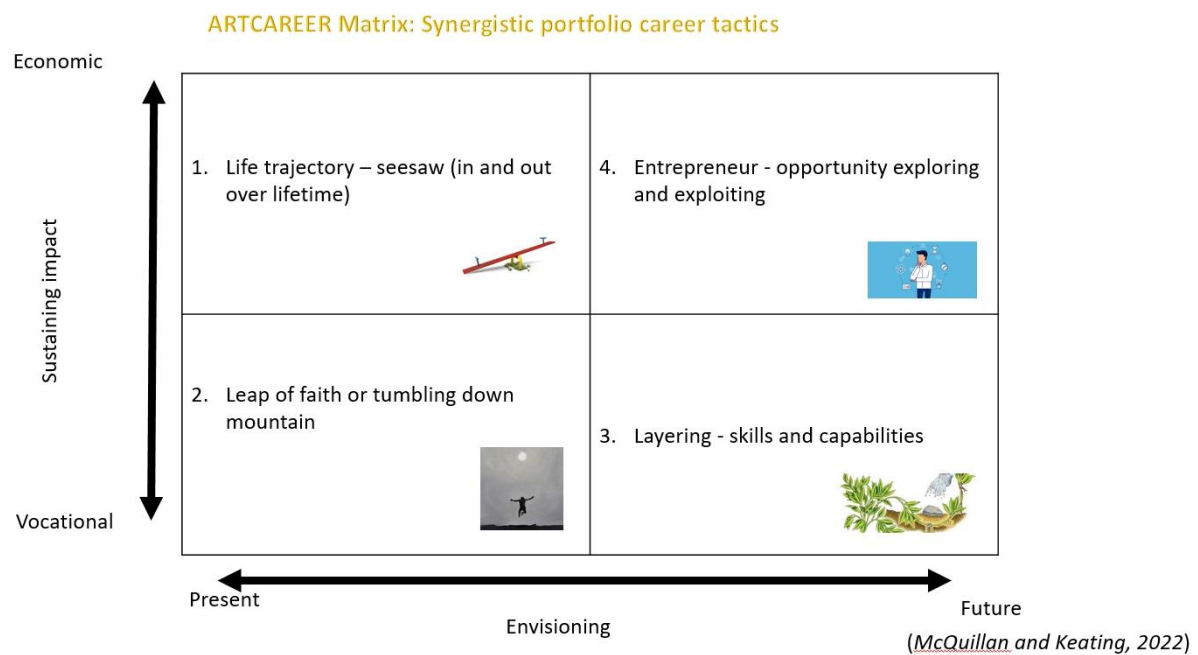 ARTCAREER Matrix: Synergistic portfolio career tactics
Economic
1. Life trajectory – seesaw (in and out
over lifetime)
4. Entrepreneur - opportunity exploring
and exploiting
Sustaining impact
2. Leap of faith or tumbling down
mountain
3. Layering - skills and capabilities
Vocational
Present
Future
Envisioning
(McQuillan and Keating, 2022)